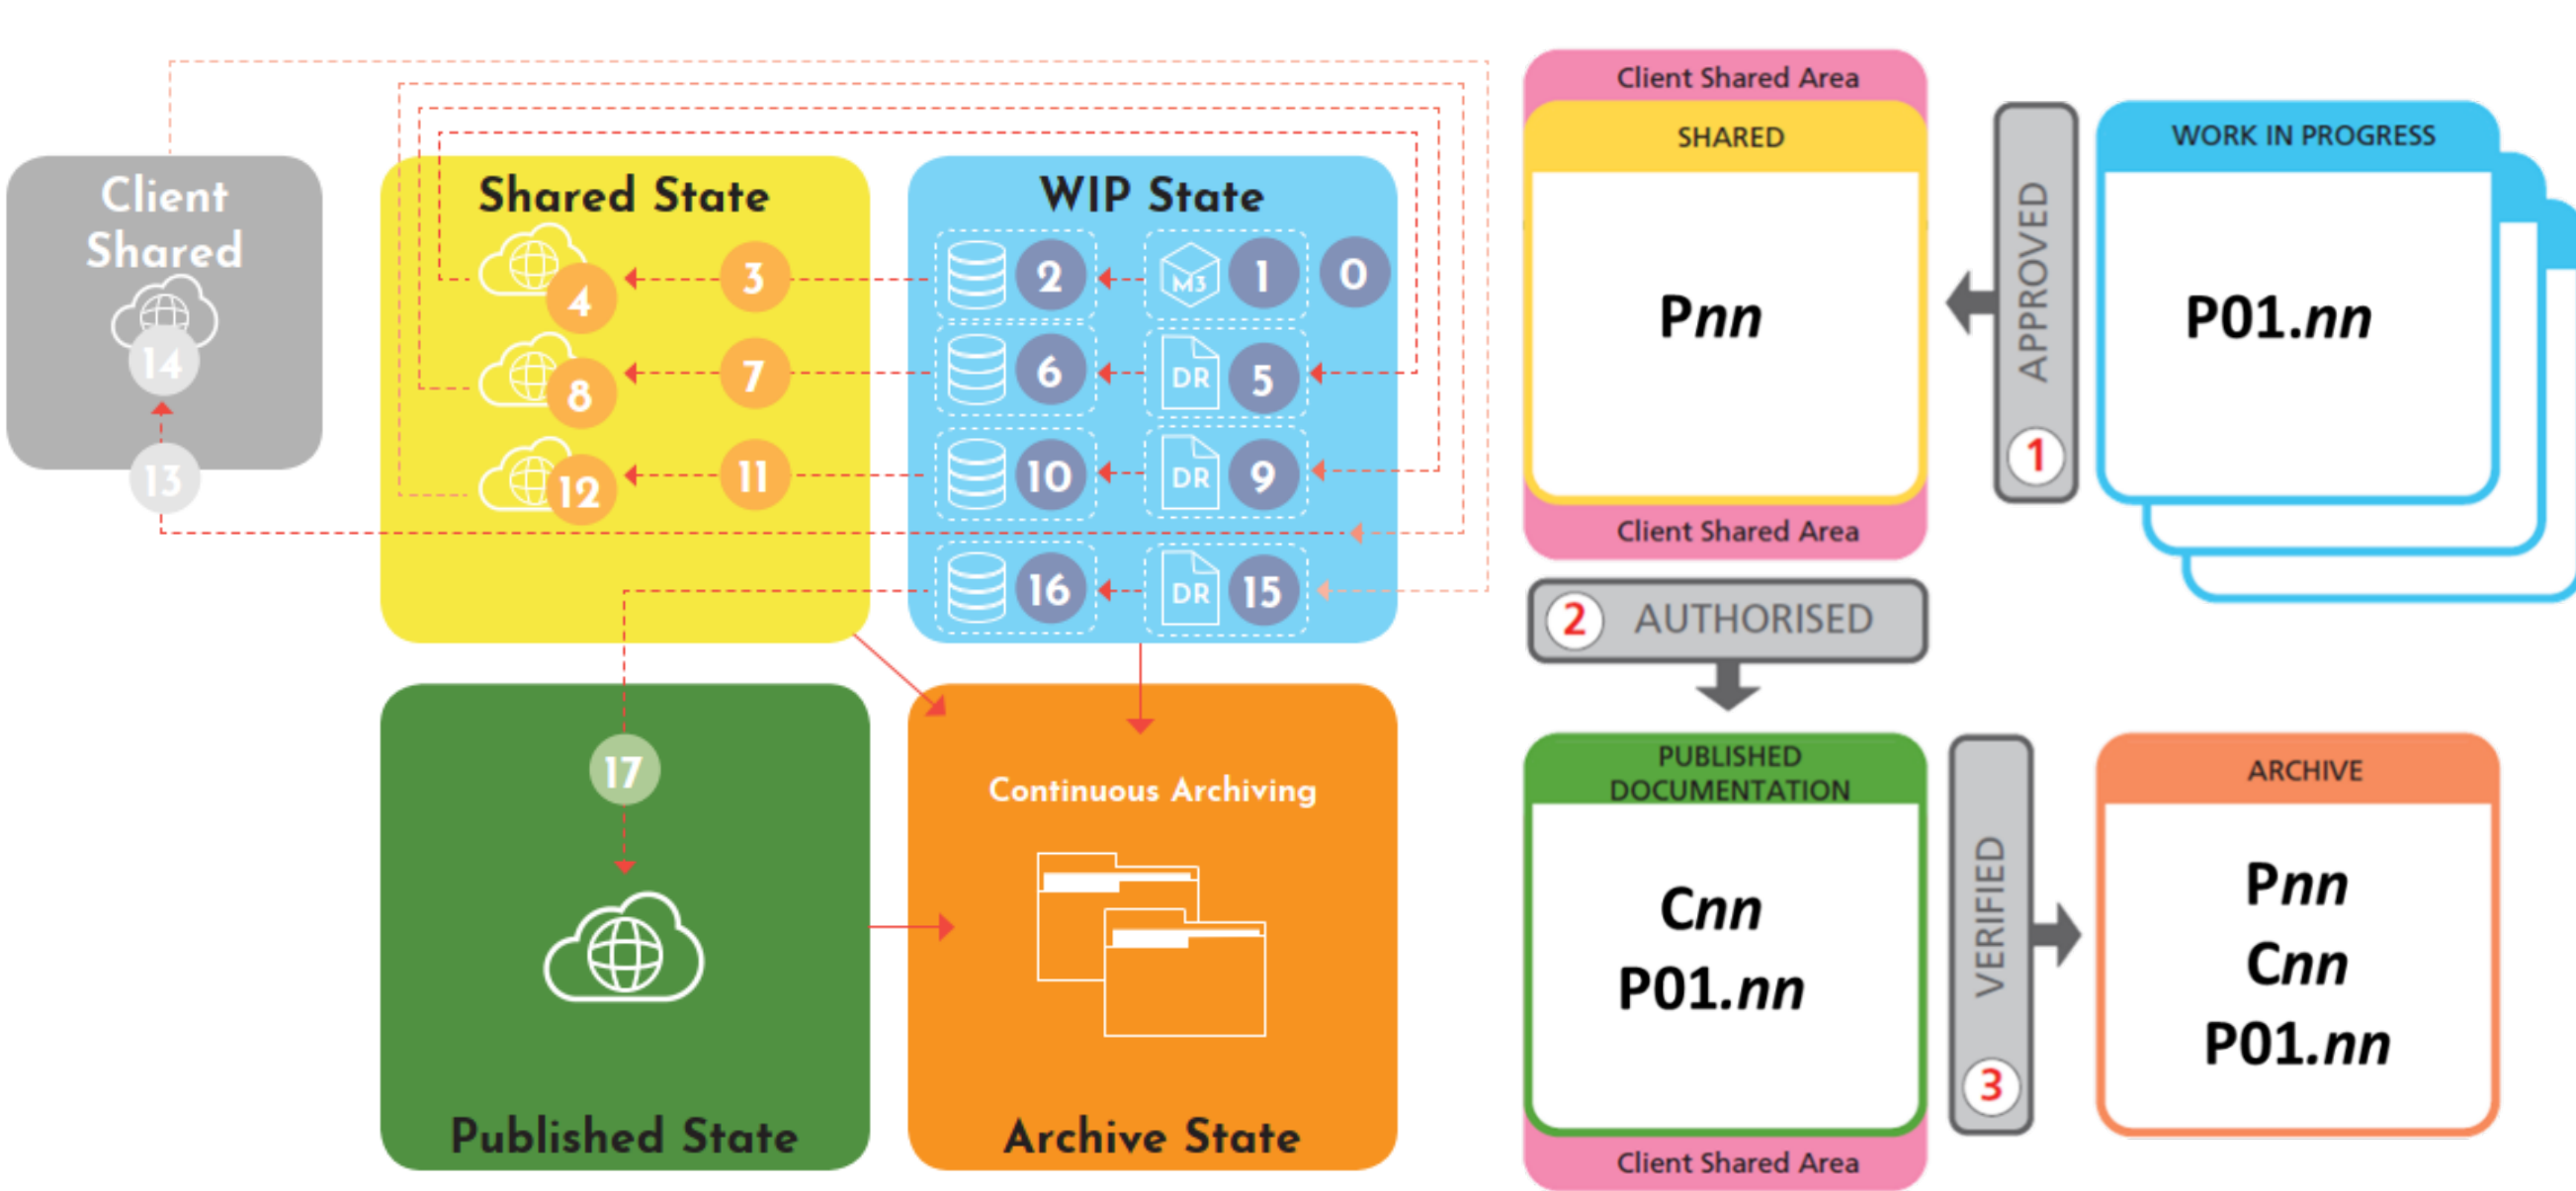 Client
Shared
14
13
Shared State
4
3
8
7
12
11
WIP State
2
M3
1
0
6
DR
5
10
DR
9
16
DR
15
17
Published State
Continuous Archiving
Archive State
Client Shared Area
SHARED
Pnn
Client Shared Area
APPROVED
1
WORK IN PROGRESS
P01.nn
2
AUTHORISED
PUBLISHED
DOCUMENTATION
Cnn
P01.nn
Client Shared Area
VERIFIED
3
ARCHIVE
Pnn
Cnn
P01.nn